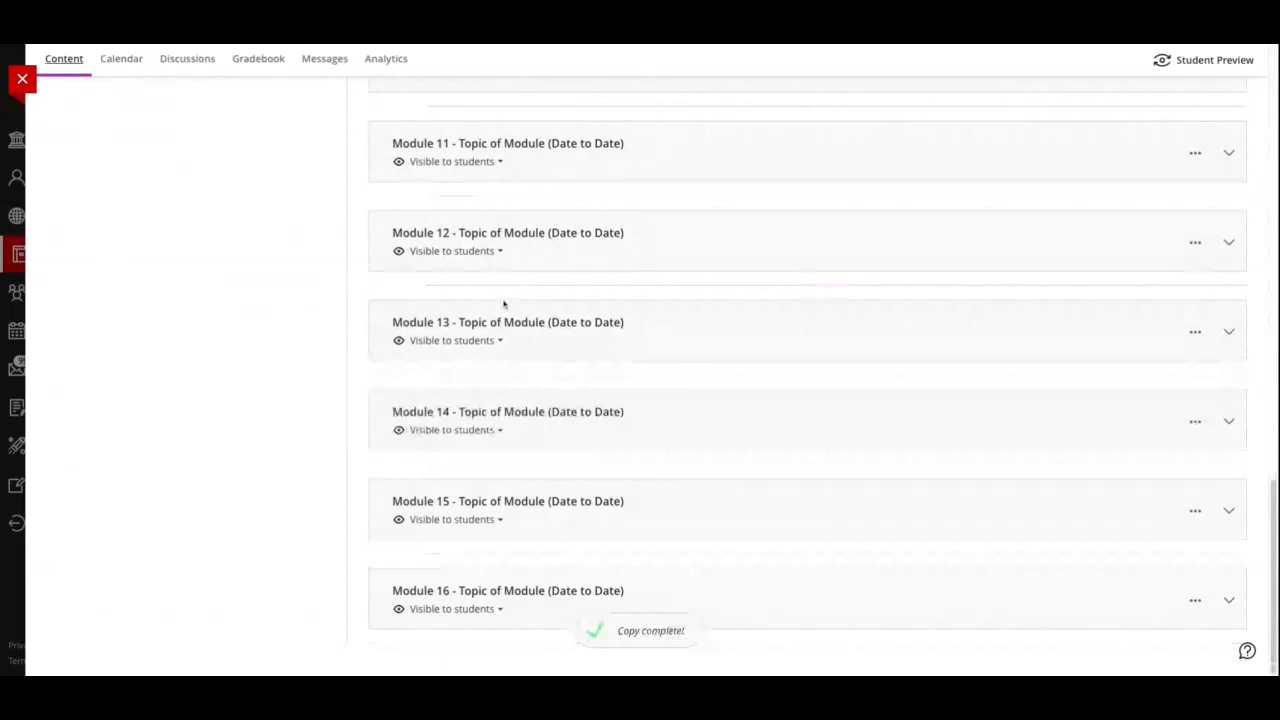 Content Calendar Discussions Gradebook Messages Analytics Student Preview
Module 11 - Topic of Module (Date to Date)
Visible to students
Module 12 - Topic of Module (Date to Date)
Visible to students
Module 13 - Topic of Module (Date to Date)
Visible to students
Module 14 - Topic of Module (Date to Date)
Visible to students
Module 15 - Topic of Module (Date to Date)
Visible to students
Module 16 - Topic of Module (Date to Date)
Visible to students
Copy complete!
Priv
Term